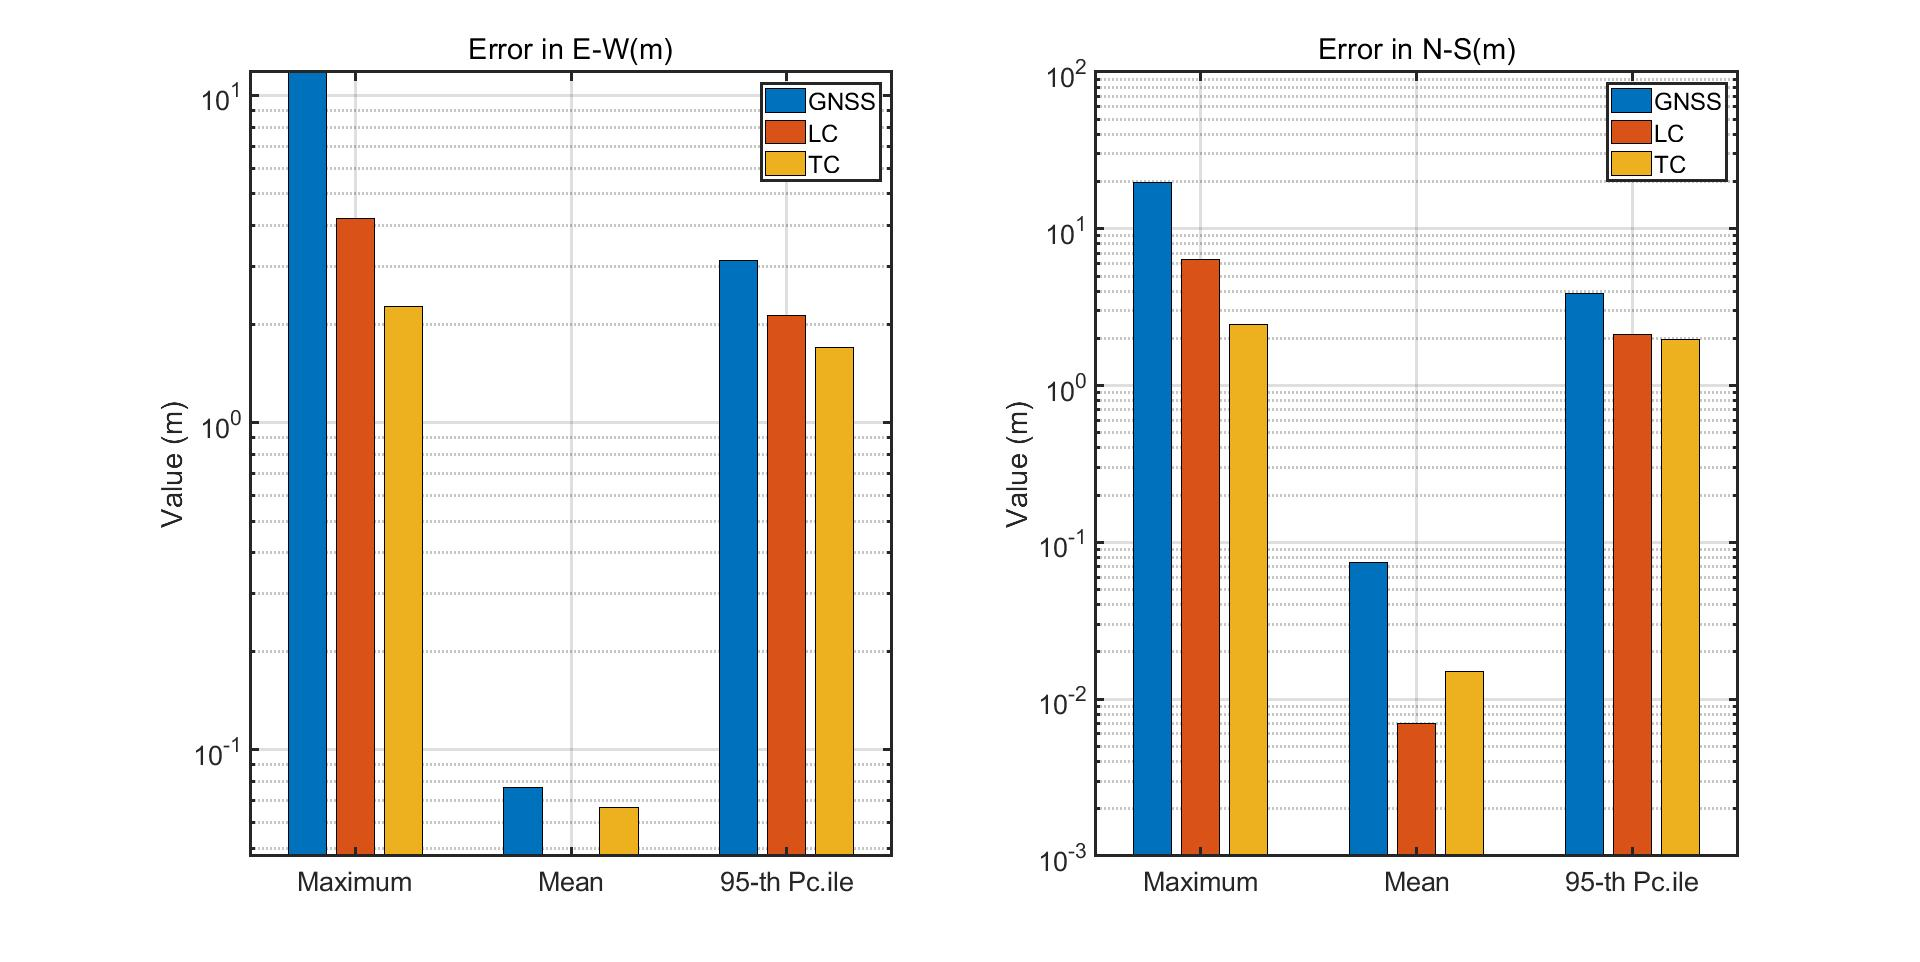 Error in E-W(m)
10^1
10^0
10^-1
Value (m)
GNSS
LC
TC
Maximum
Mean
95-th Pc.ile
Error in N-S(m)
10^2
10^1
10^0
10^-1
10^-2
10^-3
Value (m)
GNSS
LC
TC
Maximum
Mean
95-th Pc.ile